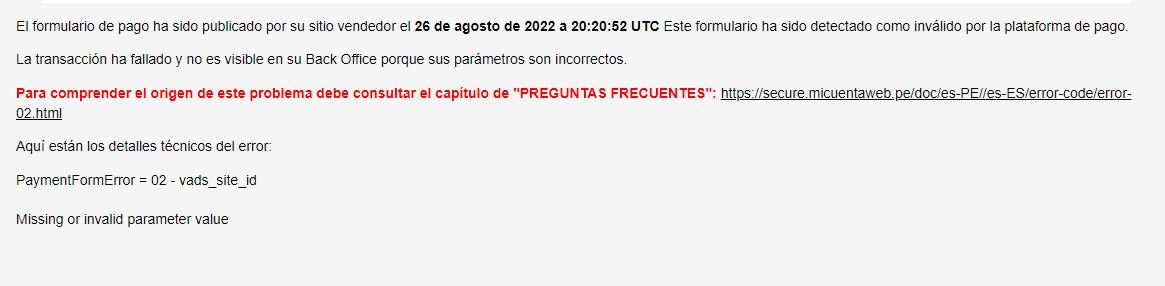 El formulario de pago ha sido publicado por su sitio vendedor el 26 de agosto de 2022 a 20:20:52 UTC Este formulario ha sido detectado como inválido por la plataforma de pago.
La transacción ha fallado y no es visible en su Back Office porque sus parámetros son incorrectos.
Para comprender el origen de este problema debe consultar el capítulo de "PREGUNTAS FRECUENTES": https://secure.micuentaweb.pe/doc/es-PE//es-ES/error-code/error-
02.html
Aquí están los detalles técnicos del error:
PaymentFormError = 02 - vads_site_id
Missing or invalid parameter value